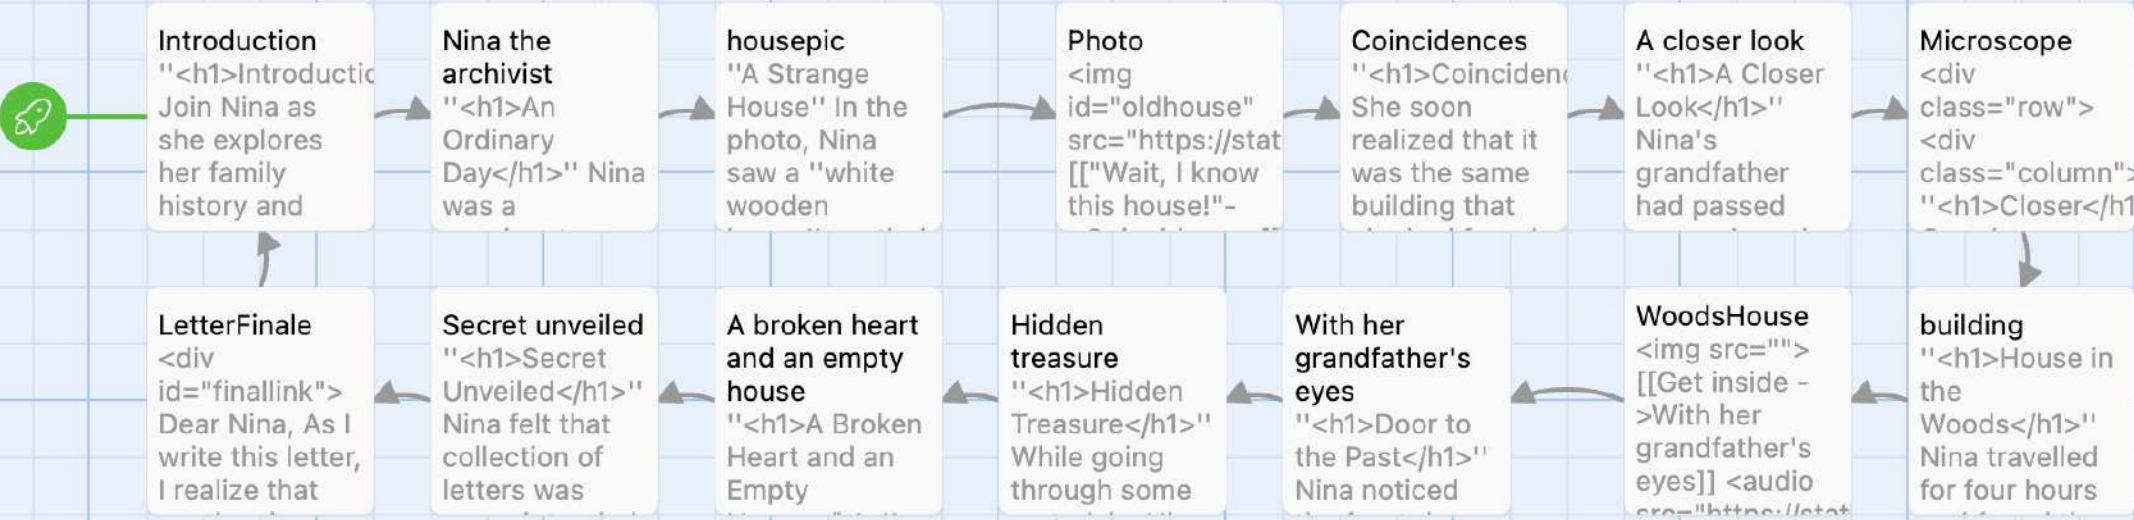 Introduction
''<h1>Introductic
Join Nina as
she explores
her family
history and
Nina the
archivist
''<h1>An
Ordinary
Day</h1>'' Nina
was a
housepic
''A Strange
House'' In the
photo, Nina
saw a ''white
wooden
Photo
<img
id="oldhouse"
src="https://stat
[["Wait, I know
this house!"-
Coincidences
''<h1>Coinciden
She soon
realized that it
was the same
building that
A closer look
''<h1>A Closer
Look</h1>''
Nina's
grandfather
had passed
Microscope
<div
class="row">
<div
class="column">
''<h1>Closer</h1
LetterFinale
<div
id="finallink">
Dear Nina, As I
write this letter,
I realize that
Secret unveiled
''<h1>Secret
Unveiled</h1>''
Nina felt that
collection of
letters was
A broken heart
and an empty
house
''<h1>A Broken
Heart and an
Empty
Hidden
treasure
''<h1>Hidden
Treasure</h1>''
While going
through some
With her
grandfather's
eyes
''<h1>Door to
the Past</h1>''
Nina noticed
WoodsHouse
<img src="">
[[Get inside -
>With her
grandfather's
eyes]] <audio
src="https://stat
building
''<h1>House in
the
Woods</h1>''
Nina travelled
for four hours